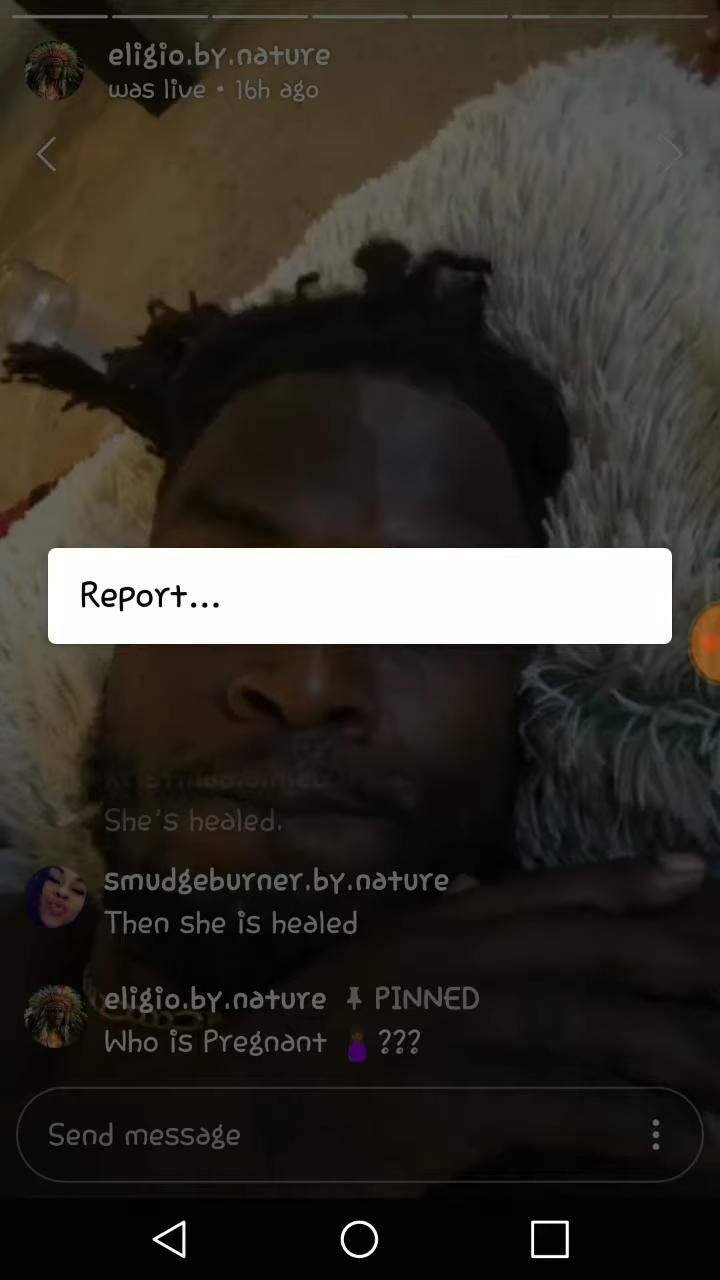 eligio.by.nature
was live • 16h ago
Report...
She's healed.
smudgeburner.by.nature
Then she is healed
eligio.by.nature PINNED
Who is Pregnant ???
Send message